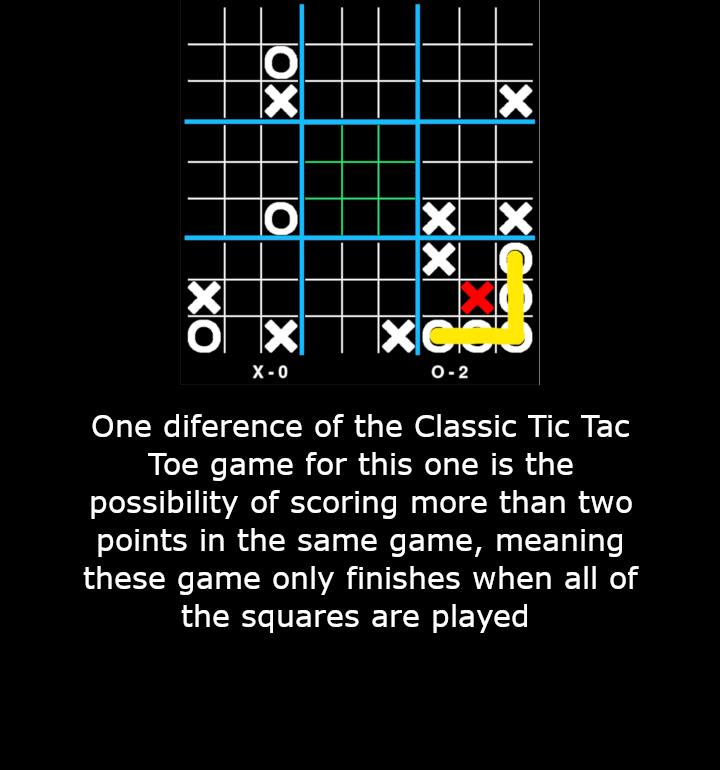 X - 0 O - 2
One diference of the Classic Tic Tac
Toe game for this one is the
possibility of scoring more than two
points in the same game, meaning
these game only finishes when all of
the squares are played